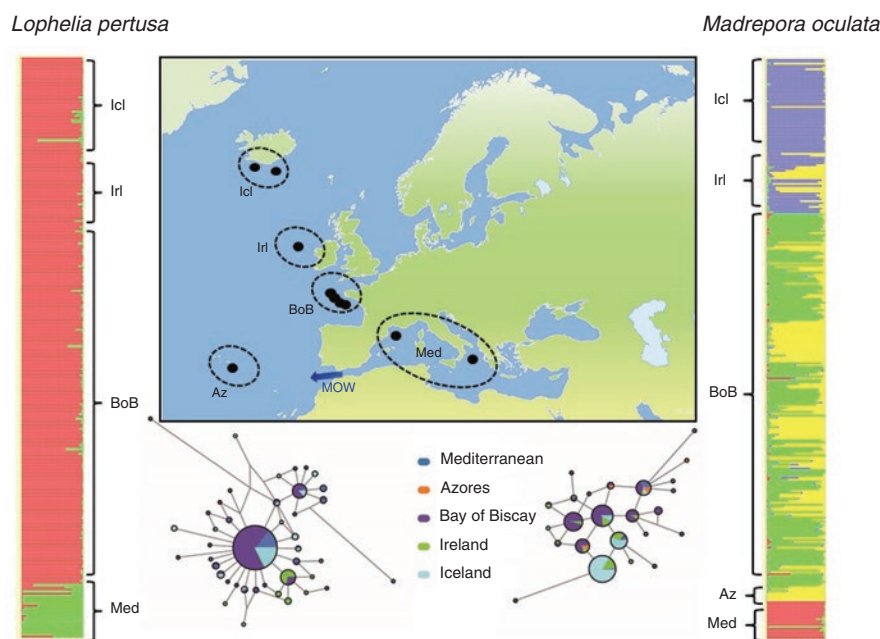 Lophelia pertusa
Madrepora oculata
Icl
Irl
BoB
Med
Icl
Irl
BoB
Med
Az
MOW
Mediterranean
Azores
Bay of Biscay
Ireland
Iceland
Icl
Irl
BoB
Az
Med